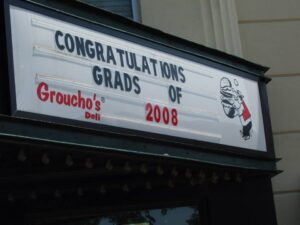 CONGRATULATIONS
GRADS OF
Groucho's
Deli
2008